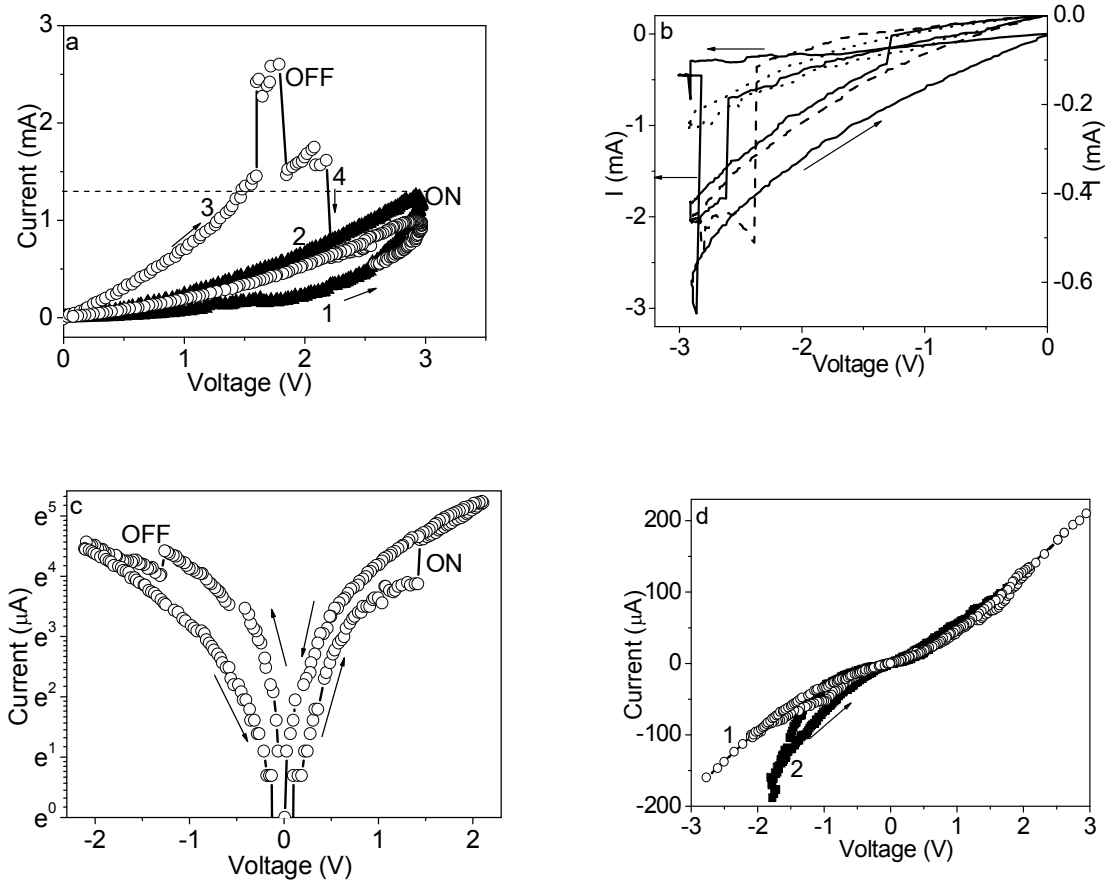 a
3
2
1
0
Current (mA)
OFF
ON
3
4
2
1
0
1
2
3
Voltage (V)
b
0
-1
-2
-3
I (mA)
0.0
-0.2
-0.4
-0.6
I (mA)
-3
-2
-1
0
Voltage (V)
c
e⁵
e⁴
e³
e²
e¹
e⁰
Current (μA)
OFF
ON
-2
-1
0
1
2
Voltage (V)
d
200
100
0
-100
-200
Current (μA)
1
2
-3
-2
-1
0
1
2
3
Voltage (V)